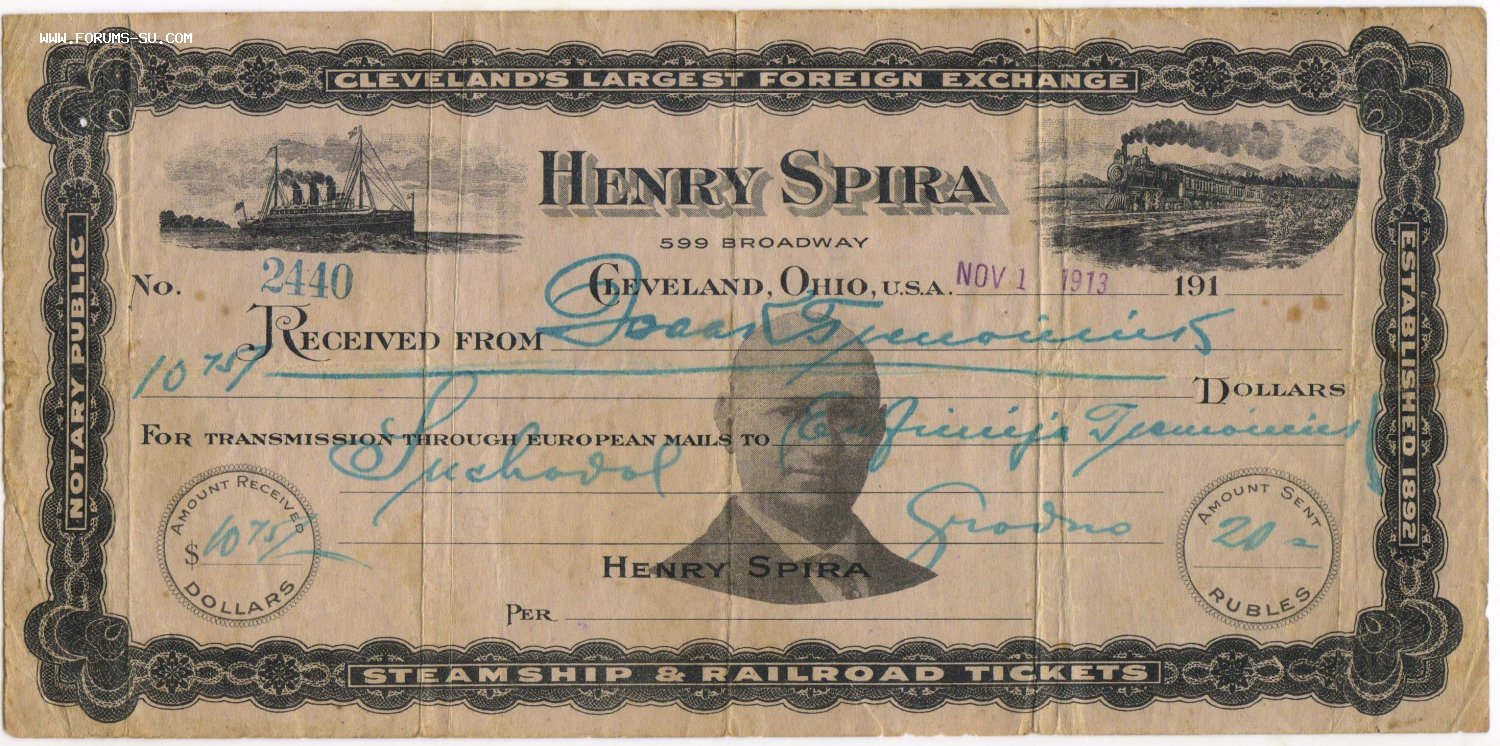 WWW.FORUMS-SU.COM
CLEVELAND'S LARGEST FOREIGN EXCHANGE
NOTARY PUBLIC
ESTABLISHED 1892
HENRY SPIRA
599 BROADWAY
No. 2440 CLEVELAND, OHIO, U.S.A. NOV 1 1913 191
RECEIVED FROM Isaak
10 75 DOLLARS
FOR TRANSMISSION THROUGH EUROPEAN MAILS TO
Suchodol
Grodno
AMOUNT RECEIVED
$ 10 75
DOLLARS
AMOUNT SENT
20
RUBLES
HENRY SPIRA
PER
STEAMSHIP & RAILROAD TICKETS